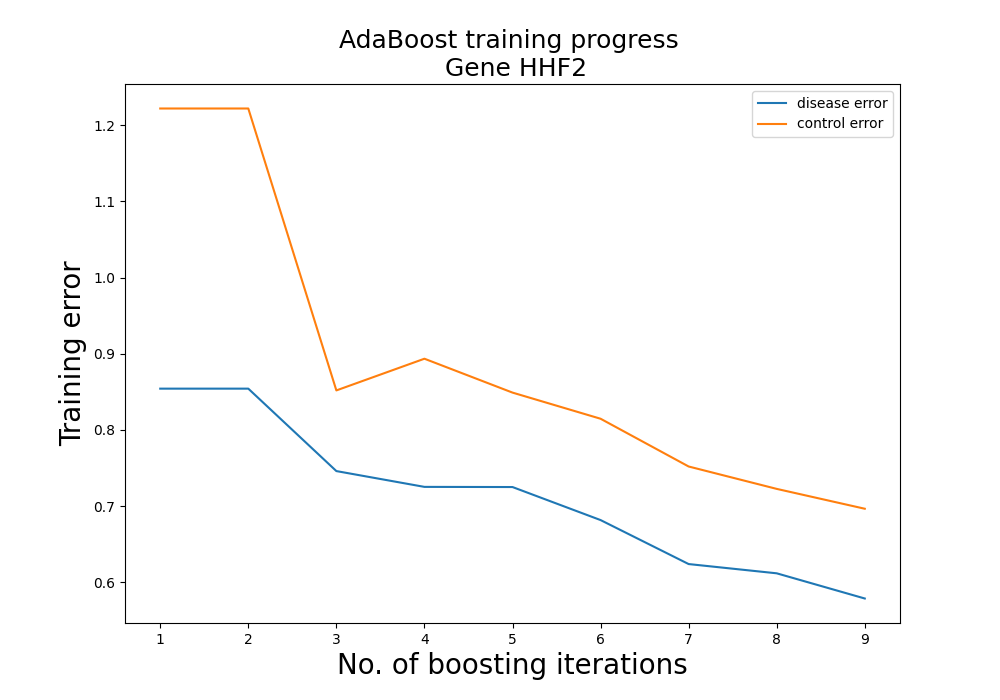 AdaBoost training progress
Gene HHF2
disease error
control error
1.2
1.1
1.0
0.9
0.8
0.7
0.6
Training error
1 2 3 4 5 6 7 8 9
No. of boosting iterations